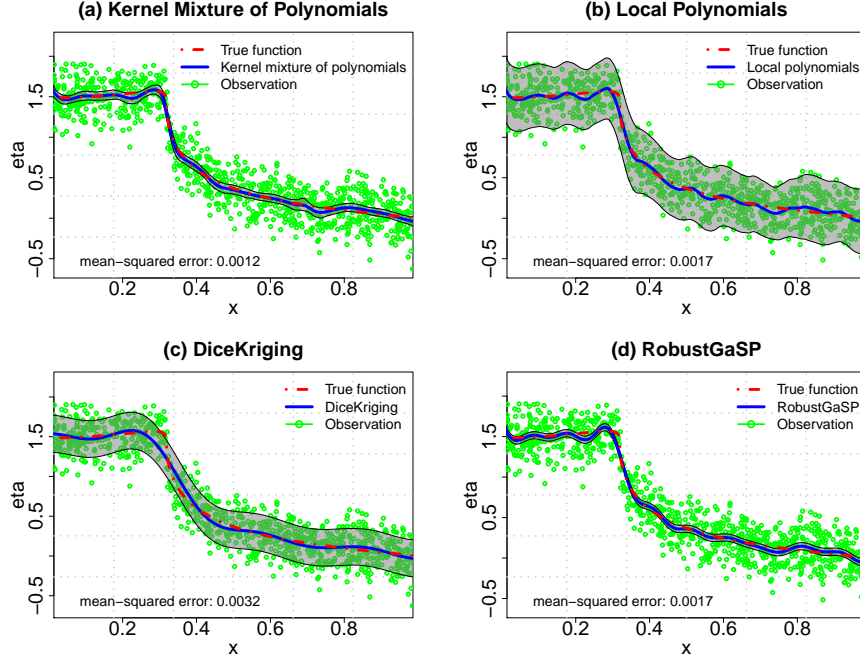 (a) Kernel Mixture of Polynomials
True function
Kernel mixture of polynomials
Observation
eta
1.5
0.5
−0.5
mean−squared error: 0.0012
0.2 0.4 0.6 0.8
x
(b) Local Polynomials
True function
Local polynomials
Observation
eta
1.5
0.5
−0.5
mean−squared error: 0.0017
0.2 0.4 0.6 0.8
x
(c) DiceKriging
True function
DiceKriging
Observation
eta
1.5
0.5
−0.5
mean−squared error: 0.0032
0.2 0.4 0.6 0.8
x
(d) RobustGaSP
True function
RobustGaSP
Observation
eta
1.5
0.5
−0.5
mean−squared error: 0.0017
0.2 0.4 0.6 0.8
x